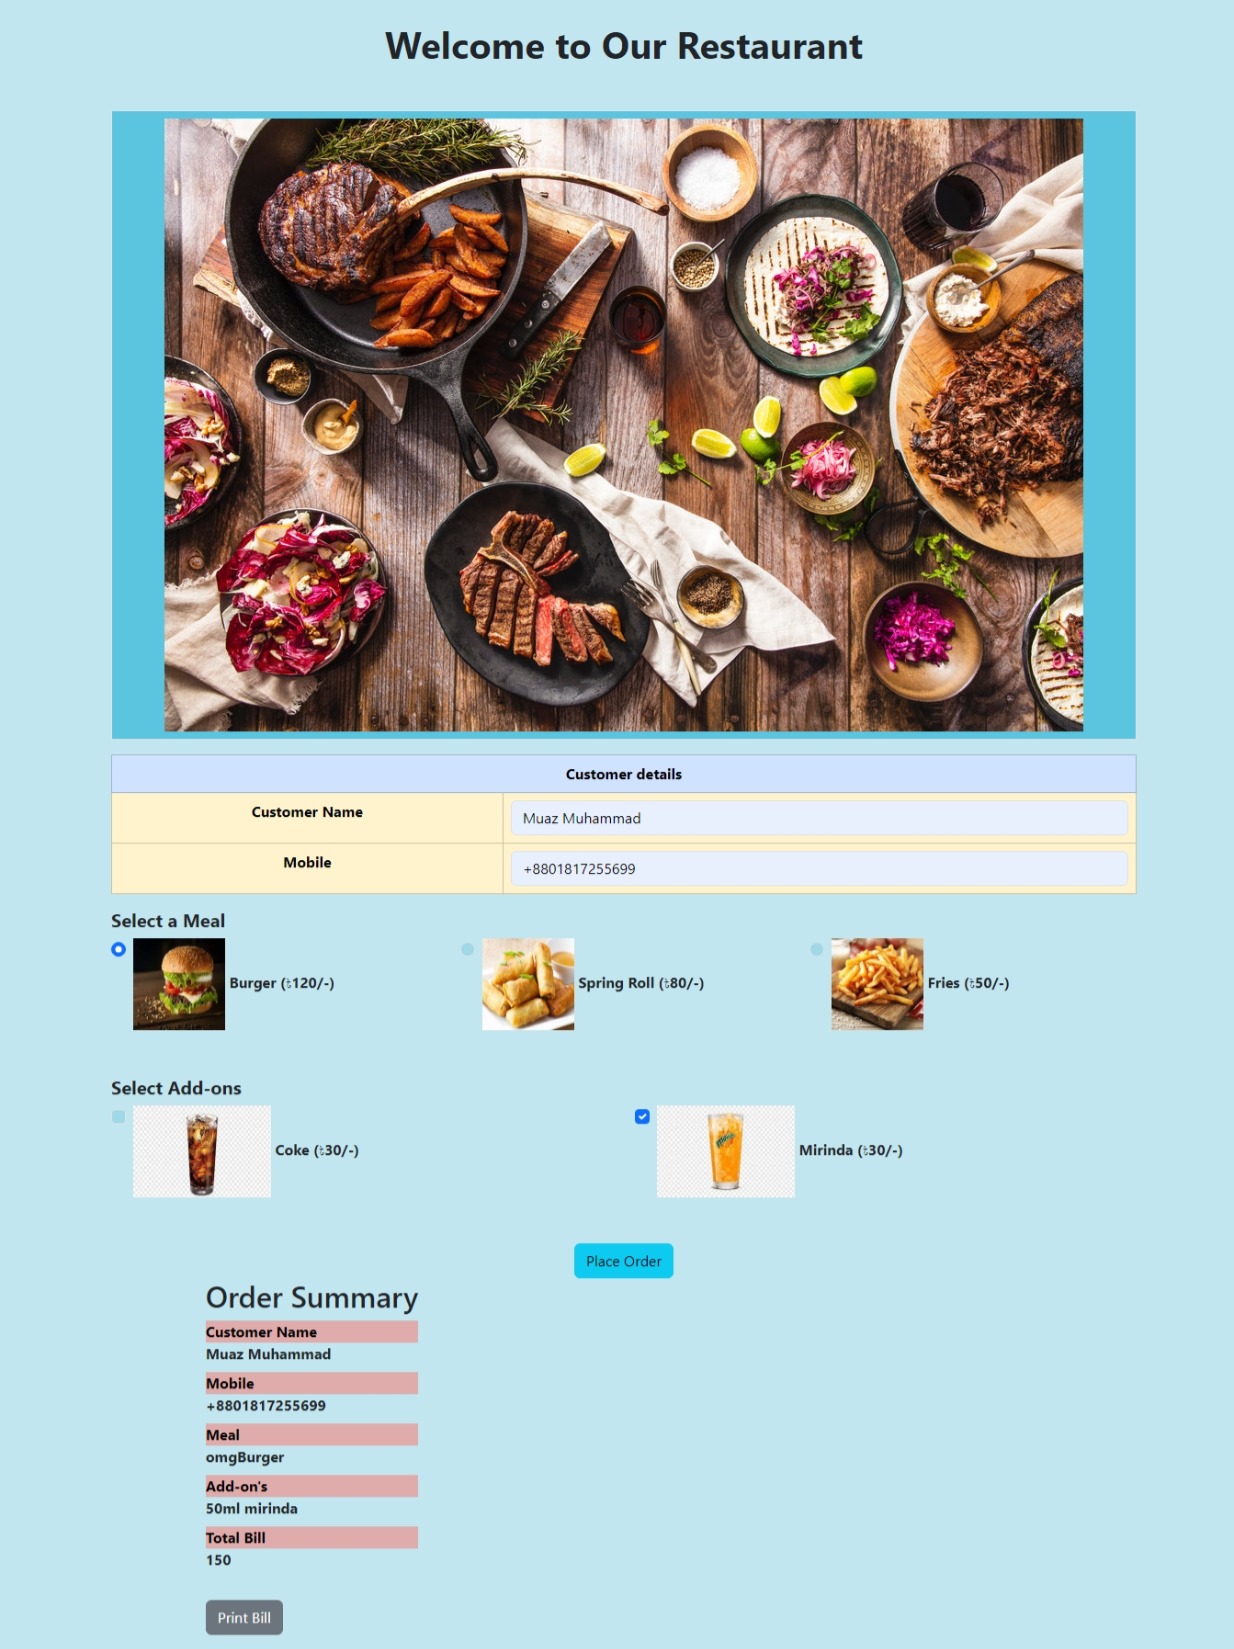 Welcome to Our Restaurant
Customer details
Customer Name
Muaz Muhammad
Mobile
+8801817255699
Select a Meal
Burger (৳120/-)
Spring Roll (৳80/-)
Fries (৳50/-)
Select Add-ons
Coke (৳30/-)
Mirinda (৳30/-)
Place Order
Order Summary
Customer Name
Muaz Muhammad
Mobile
+8801817255699
Meal
omgBurger
Add-on's
50ml mirinda
Total Bill
150
Print Bill